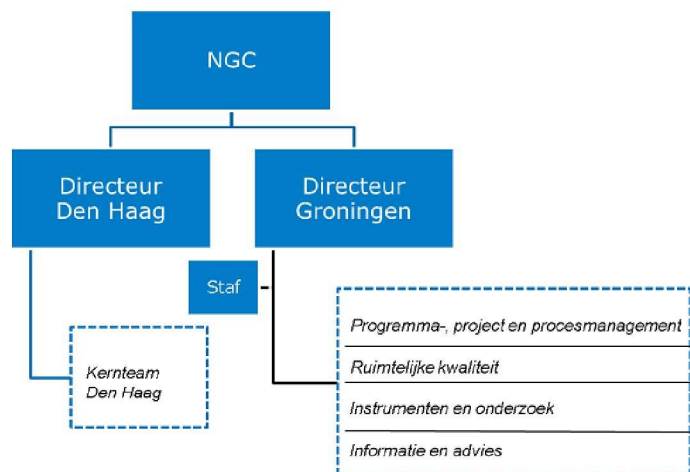 NGC
Directeur
Den Haag
Directeur
Groningen
Staf
Kernteam
Den Haag
Programma-, project en procesmanagement
Ruimtelijke kwaliteit
Instrumenten en onderzoek
Informatie en advies